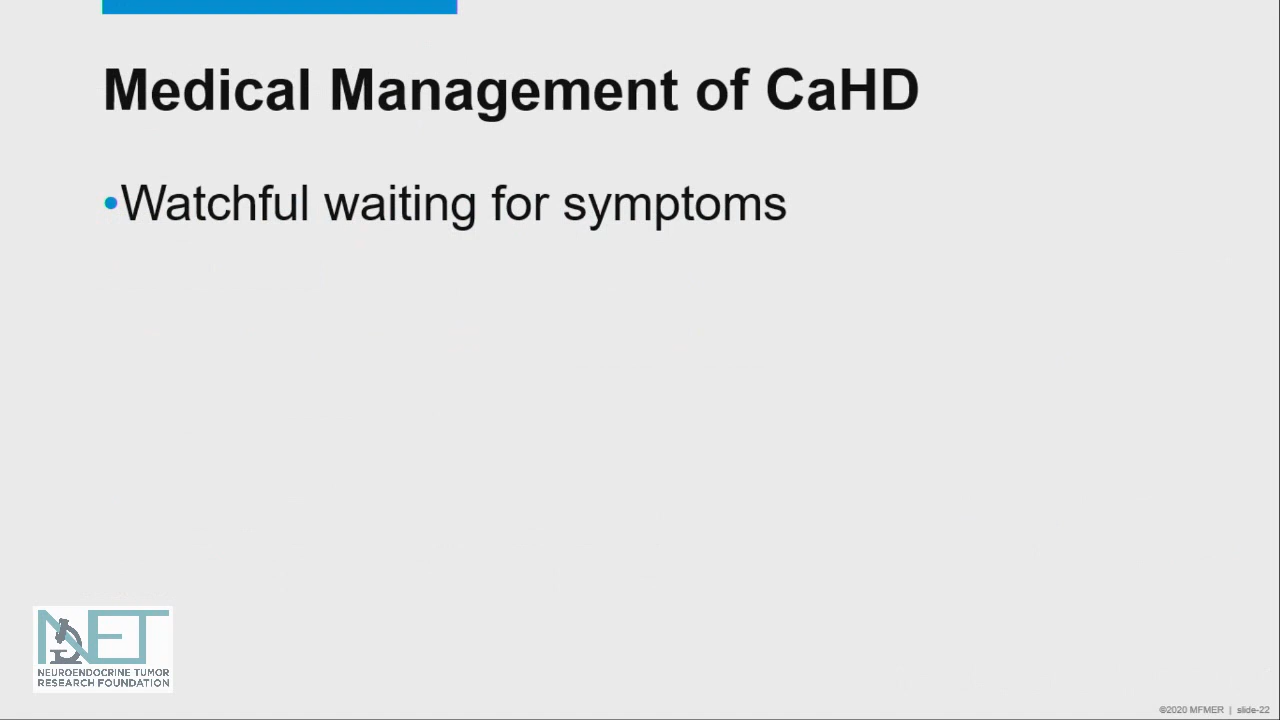 Medical Management of CaHD
•Watchful waiting for symptoms
NET
NEUROENDOCRINE TUMOR
RESEARCH FOUNDATION
©2020 MFMER | slide-22